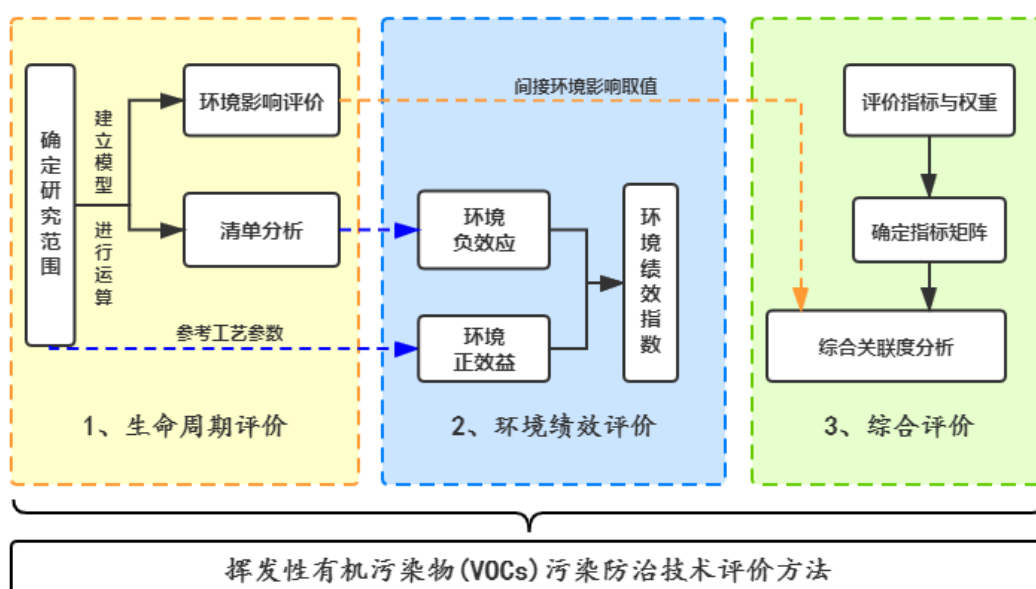 确定研究范围
建立模型
进行运算
环境影响评价
清单分析
参考工艺参数
1、生命周期评价
间接环境影响取值
环境
负效应
环境
正效益
环境绩效指数
2、环境绩效评价
评价指标与权重
确定指标矩阵
综合关联度分析
3、综合评价
挥发性有机污染物(VOCs)污染防治技术评价方法